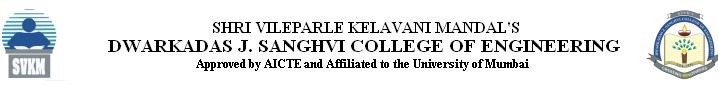 SHRI VILEPARLE KELAVANI MANDAL'S
DWARKADAS J. SANGHVI COLLEGE OF ENGINEERING
Approved by AICTE and Affiliated to the University of Mumbai
SVKM